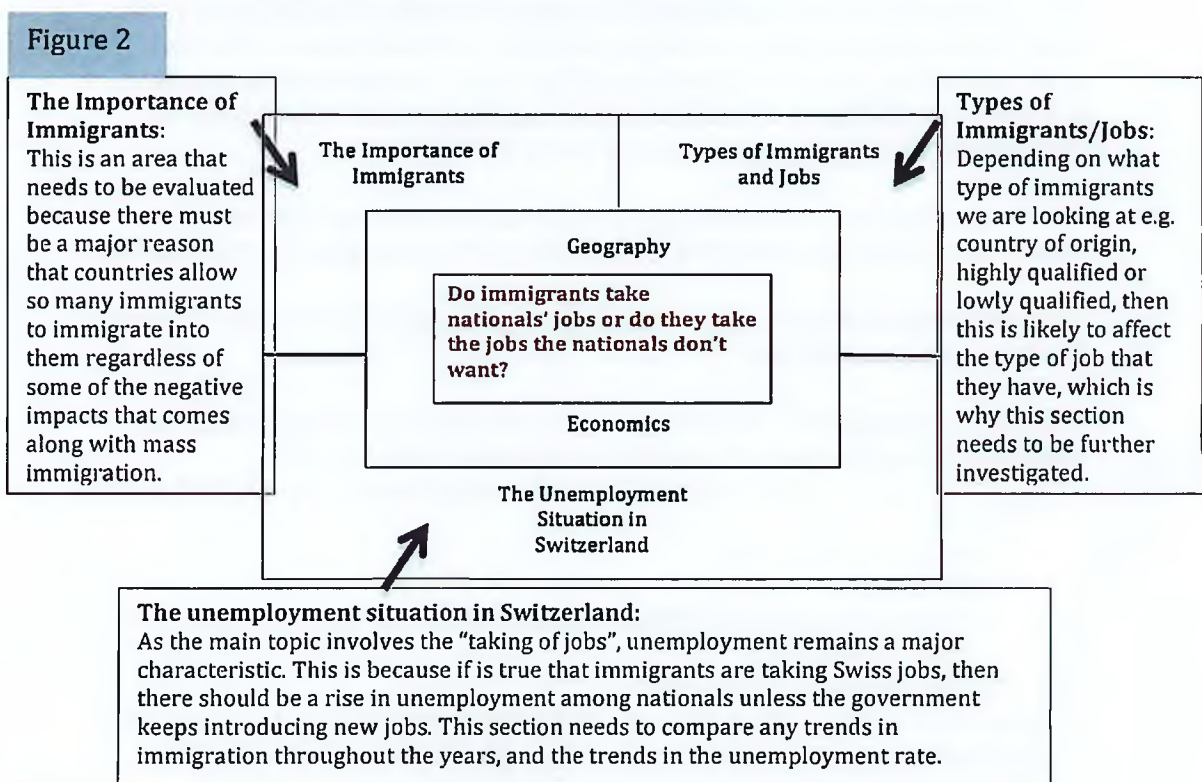 Figure 2
The Importance of
Immigrants:
This is an area that
needs to be evaluated
because there must
be a major reason
that countries allow
so many immigrants
to immigrate into
them regardless of
some of the negative
impacts that comes
along with mass
immigration.
The Importance of
Immigrants
Types of Immigrants
and Jobs
Geography
Do immigrants take
nationals' jobs or do they take
the jobs the nationals don't
want?
Economics
The Unemployment
Situation in
Switzerland
Types of
Immigrants/Jobs:
Depending on what
type of immigrants
we are looking at e.g.
country of origin,
highly qualified or
lowly qualified, then
this is likely to affect
the type of job that
they have, which is
why this section
needs to be further
investigated.
The unemployment situation in Switzerland:
As the main topic involves the "taking of jobs", unemployment remains a major
characteristic. This is because if is true that immigrants are taking Swiss jobs, then
there should be a rise in unemployment among nationals unless the government
keeps introducing new jobs. This section needs to compare any trends in
immigration throughout the years, and the trends in the unemployment rate.